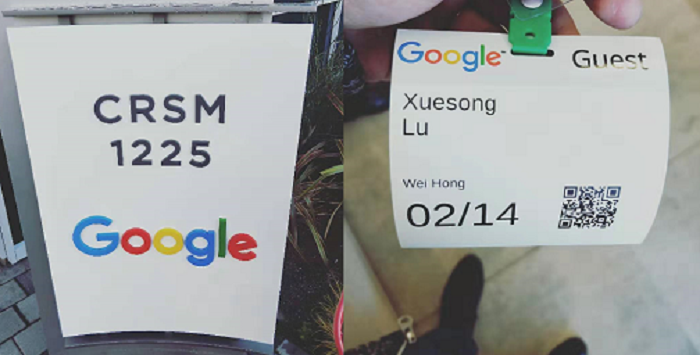 CRSM
1225
Google
Google Guest
Xuesong
Lu
Wei Hong
02/14